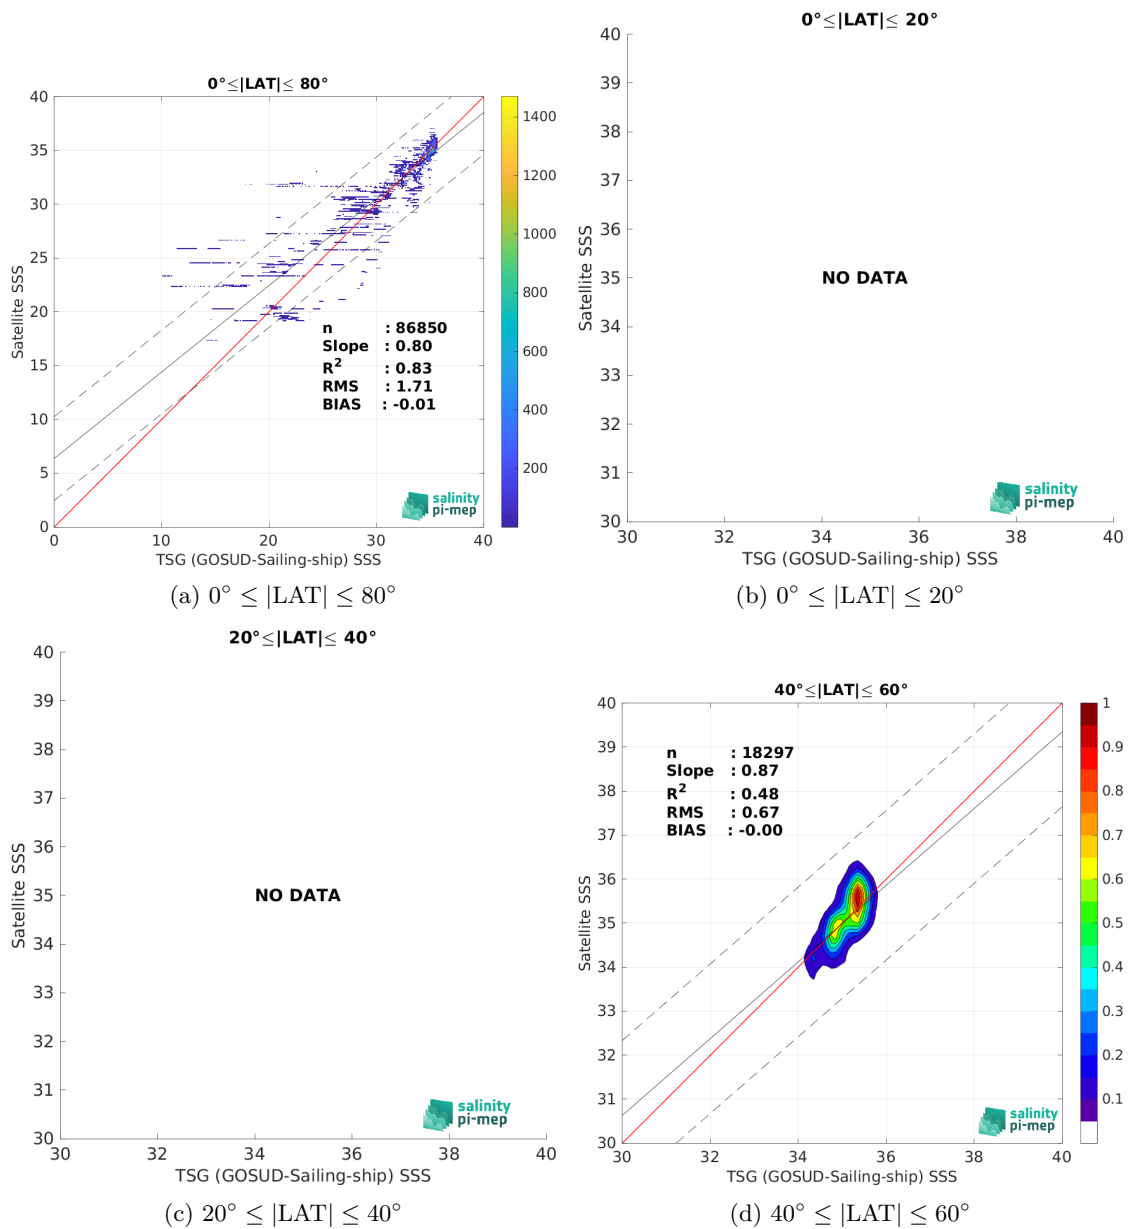 0°≤|LAT|≤ 80°
40
35
30
25
20
15
10
5
0
0
10
20
30
40
Satellite SSS
TSG (GOSUD-Sailing-ship) SSS
n : 86850
Slope : 0.80
R² : 0.83
RMS : 1.71
BIAS : -0.01
1400
1200
1000
800
600
400
200
salinity
pi-mep
(a) 0° ≤ |LAT| ≤ 80°
0°≤|LAT|≤ 20°
40
39
38
37
36
35
34
33
32
31
30
30
32
34
36
38
40
Satellite SSS
NO DATA
salinity
pi-mep
TSG (GOSUD-Sailing-ship) SSS
(b) 0° ≤ |LAT| ≤ 20°
20°≤|LAT|≤ 40°
40
39
38
37
36
35
34
33
32
31
30
30
32
34
36
38
40
Satellite SSS
NO DATA
salinity
pi-mep
TSG (GOSUD-Sailing-ship) SSS
(c) 20° ≤ |LAT| ≤ 40°
40°≤|LAT|≤ 60°
40
39
38
37
36
35
34
33
32
31
30
30
32
34
36
38
40
Satellite SSS
n : 18297
Slope : 0.87
R² : 0.48
RMS : 0.67
BIAS : -0.00
1
0.9
0.8
0.7
0.6
0.5
0.4
0.3
0.2
0.1
salinity
pi-mep
TSG (GOSUD-Sailing-ship) SSS
(d) 40° ≤ |LAT| ≤ 60°